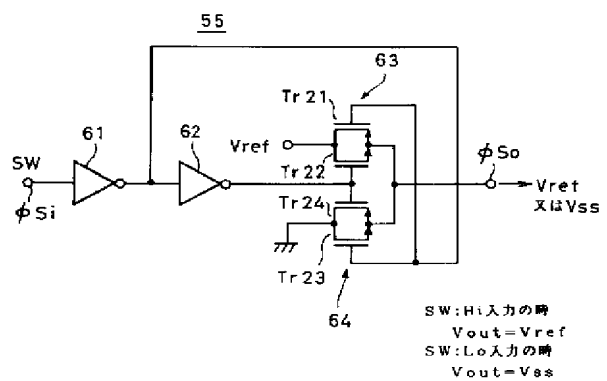 55
63
Tr21
61
62
Vref
SW
Tr22
φSo
Tr24
Vref
又はVss
φSi
Tr23
64
SW:Hi入力の時
Vout=Vref
SW:Lo入力の時
Vout=Vss